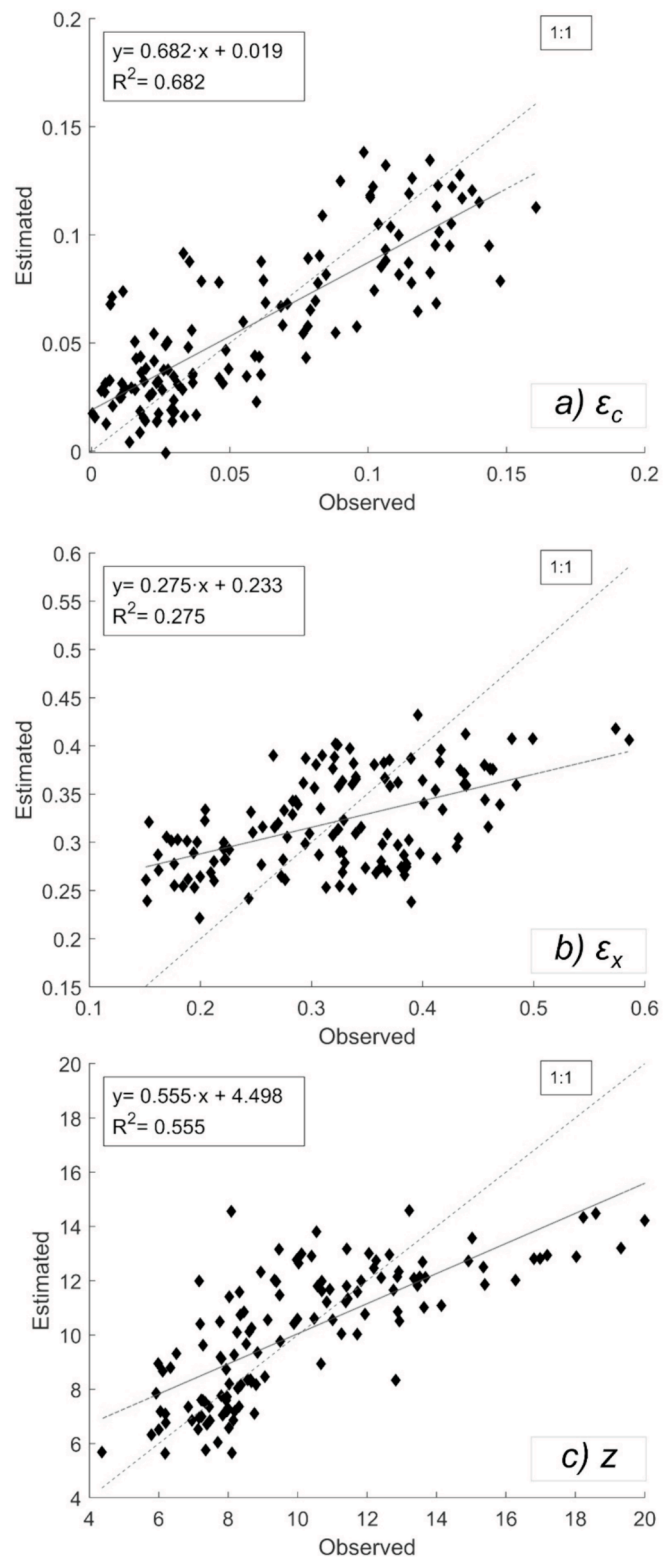 0.2
1:1
y= 0.682·x + 0.019
R²= 0.682
0.15
0.1
Estimated
0.05
a) εc
0
0 0.05 0.1 0.15 0.2
Observed
0.6
1:1
y= 0.275·x + 0.233
0.55
R²= 0.275
0.5
0.45
0.4
Estimated
0.35
0.3
0.25
0.2
b) εx
0.15
0.1 0.2 0.3 0.4 0.5 0.6
Observed
20
1:1
y= 0.555·x + 4.498
18
R²= 0.555
16
14
12
Estimated
10
8
6
c) z
4
4 6 8 10 12 14 16 18 20
Observed